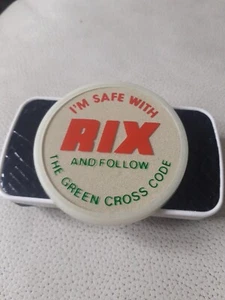 I'M SAFE WITH
RIX
AND FOLLOW
THE GREEN CROSS CODE